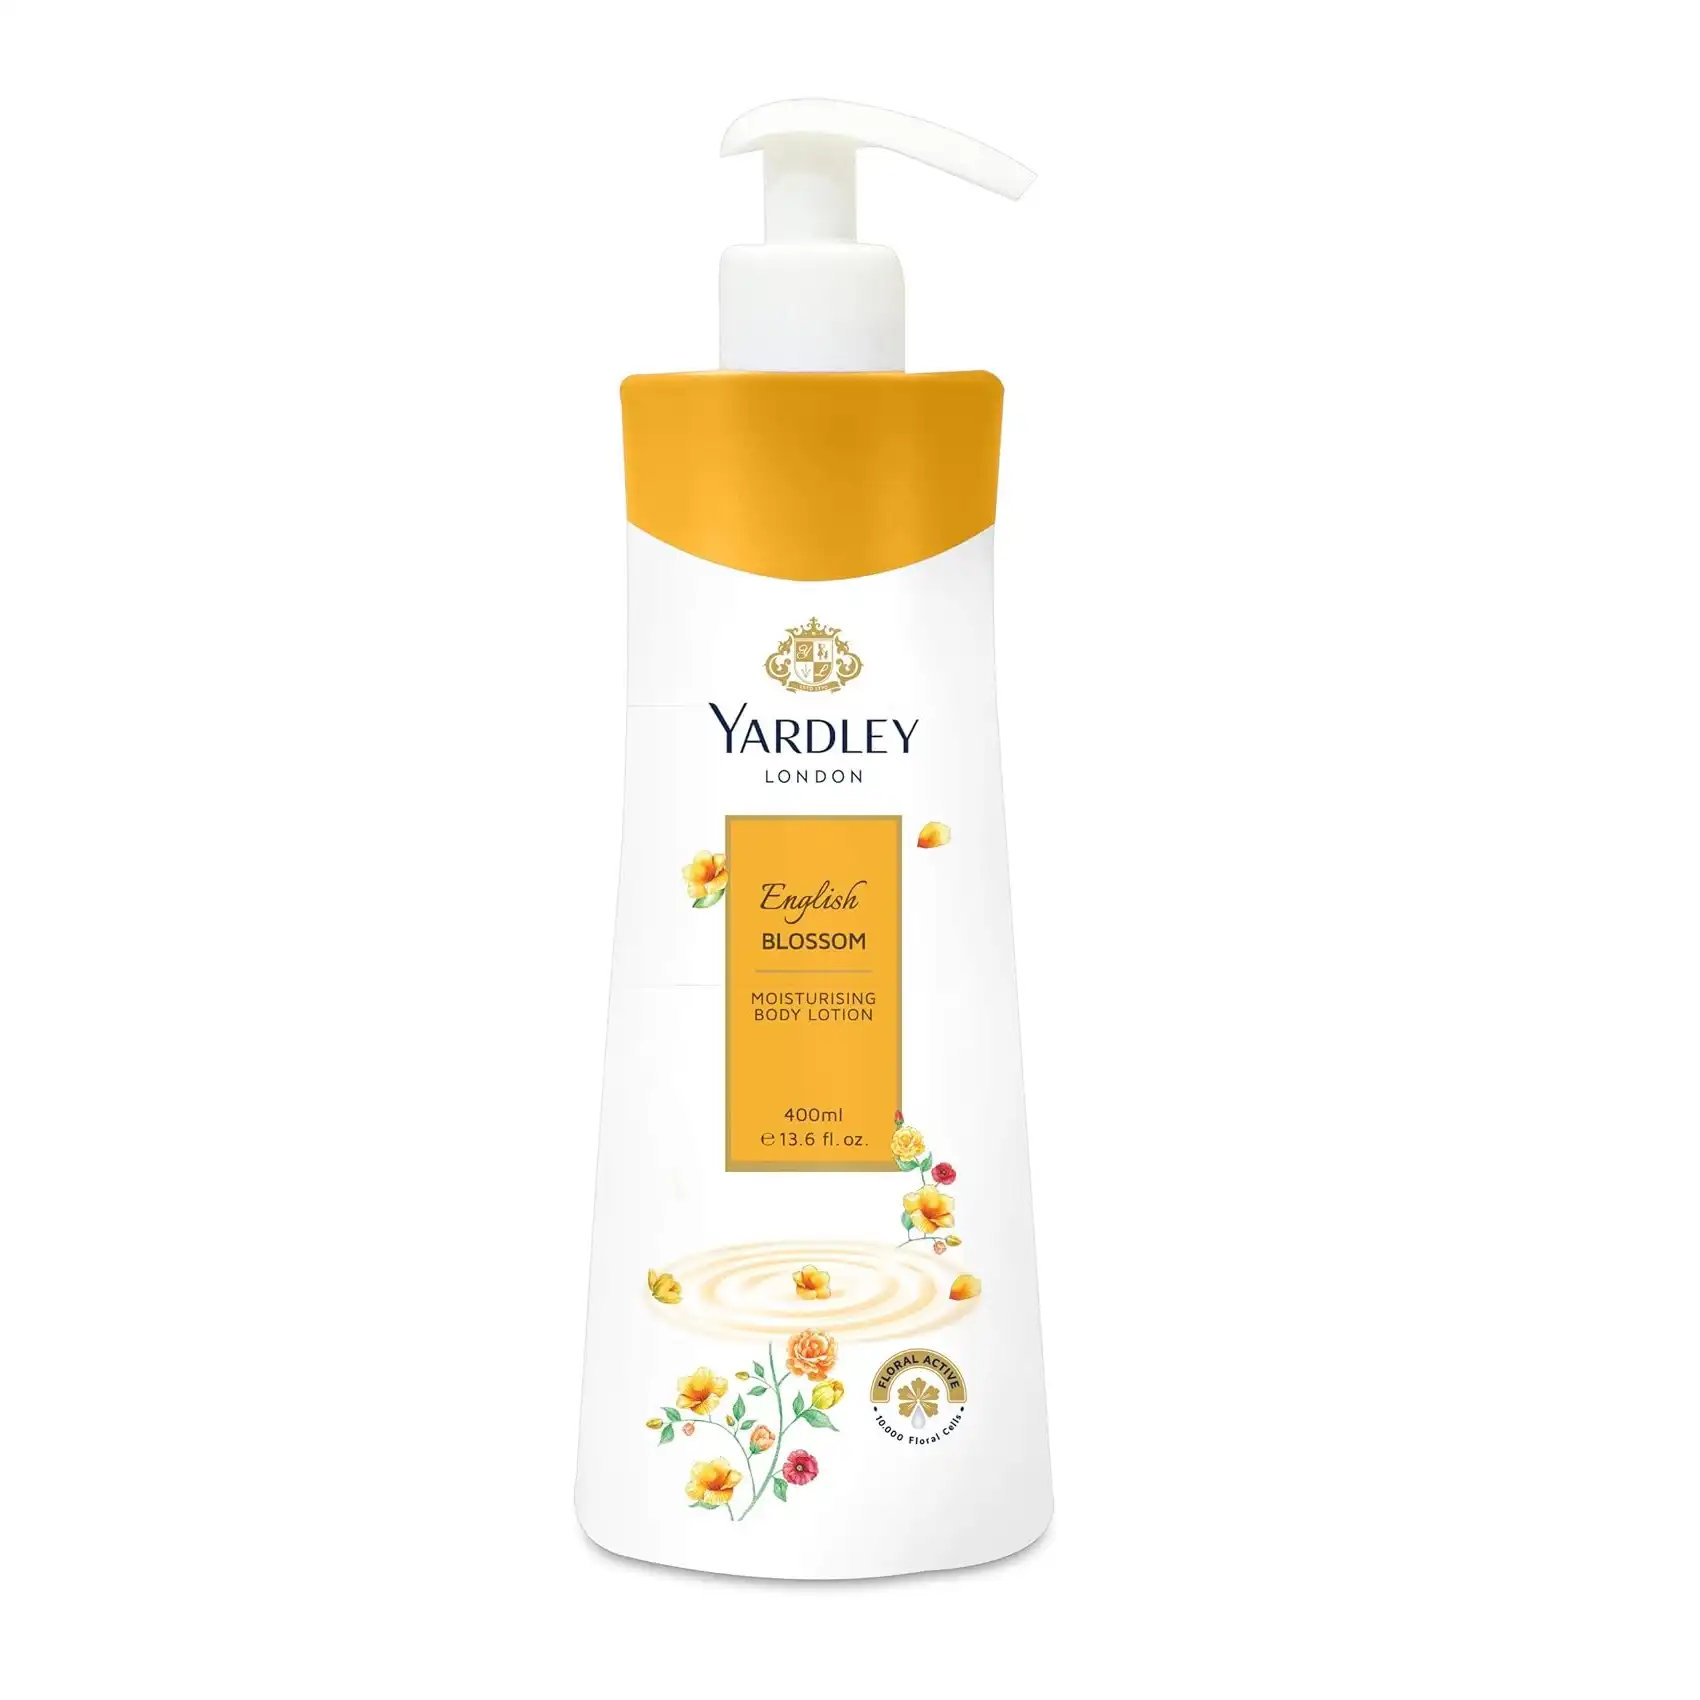 YARDLEY
LONDON
English
BLOSSOM
MOISTURISING
BODY LOTION
400ml
℮ 13.6 fl. oz.
FLORAL ACTIVE
• 10.000 Floral Cells •